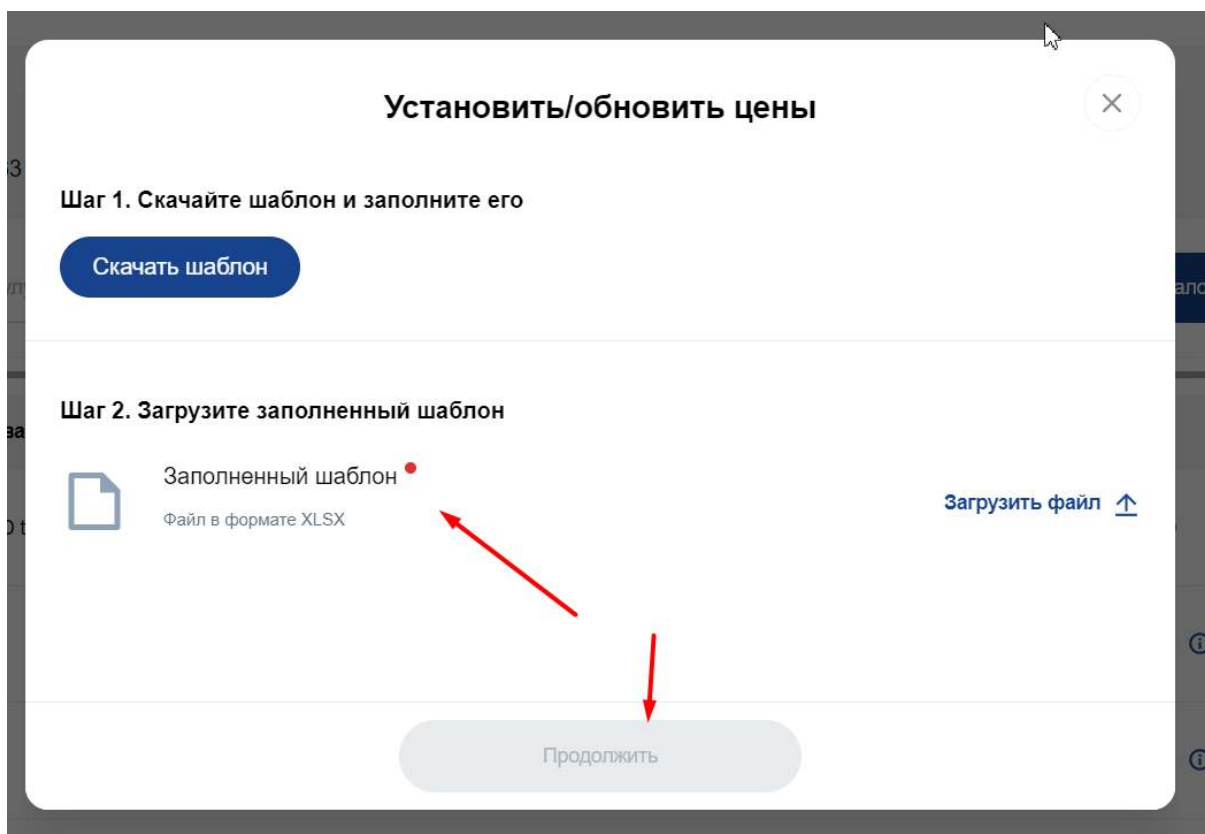 Установить/обновить цены
Шаг 1. Скачайте шаблон и заполните его
Скачать шаблон
Шаг 2. Загрузите заполненный шаблон
Заполненный шаблон
Файл в формате XLSX
Загрузить файл
Продолжить